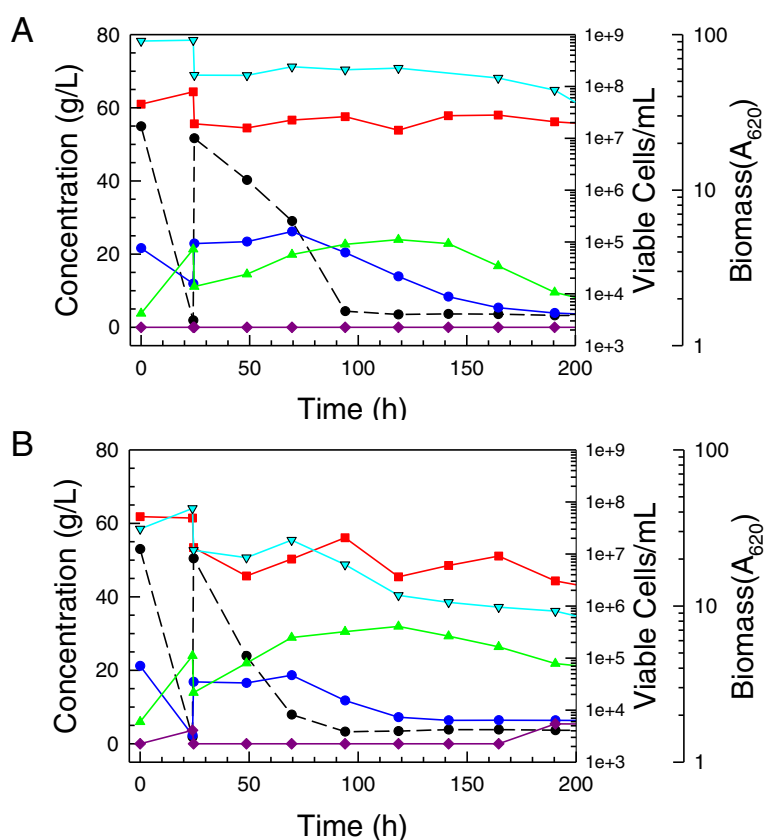 A
Concentration (g/L)
80
60
40
20
0
0 50 100 150 200
Time (h)
1e+9
1e+8
1e+7
1e+6
1e+5
1e+4
1e+3
Viable Cells/mL
100
10
1
Biomass(A620)
B
Concentration (g/L)
80
60
40
20
0
0 50 100 150 200
Time (h)
1e+9
1e+8
1e+7
1e+6
1e+5
1e+4
1e+3
Viable Cells/mL
100
10
1
Biomass(A620)